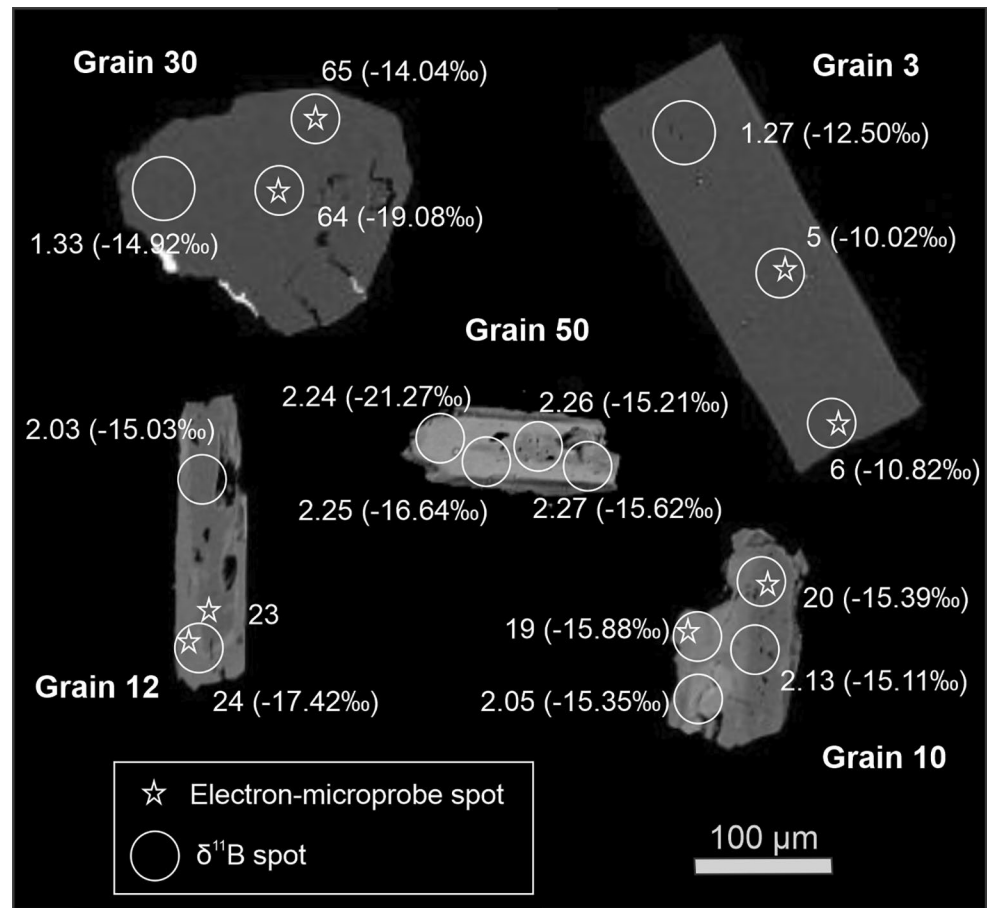 Grain 30
65 (-14.04‰)
Grain 3
1.27 (-12.50‰)
64 (-19.08‰)
1.33 (-14.92‰)
5 (-10.02‰)
Grain 50
2.24 (-21.27‰)
2.26 (-15.21‰)
2.03 (-15.03‰)
6 (-10.82‰)
2.25 (-16.64‰)
2.27 (-15.62‰)
23
20 (-15.39‰)
19 (-15.88‰)
Grain 12
24 (-17.42‰)
2.05 (-15.35‰)
2.13 (-15.11‰)
Grain 10
Electron-microprobe spot
δ¹¹B spot
100 µm